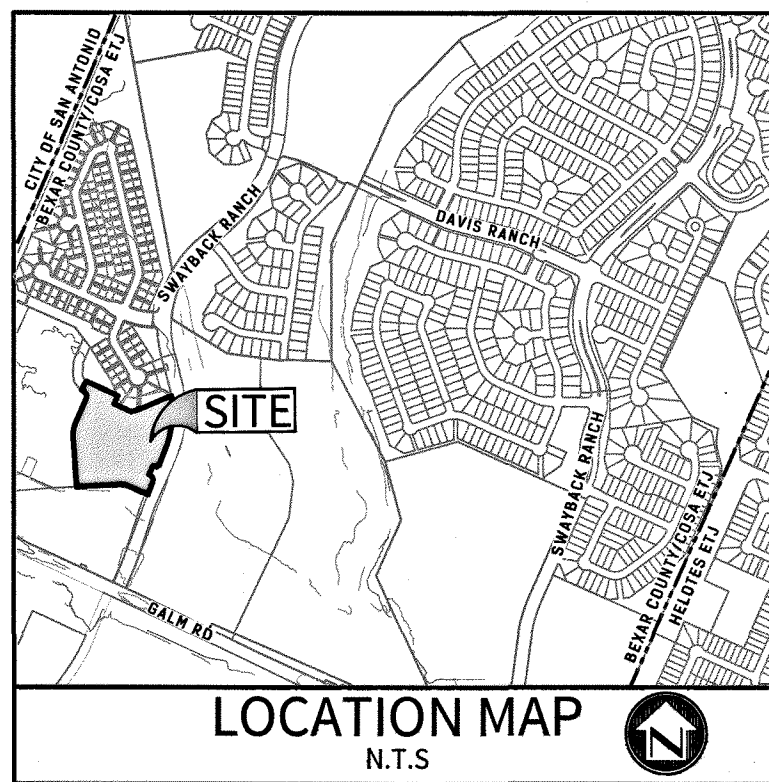 CITY OF SAN ANTONIO
BEXAR COUNTY/COSA ETJ
SWAYBACK RANCH
DAVIS RANCH
SITE
SWAYBACK RANCH
BEXAR COUNTY/COSA ETJ
HELOTES ETJ
GALM RD
LOCATION MAP
N.T.S
N